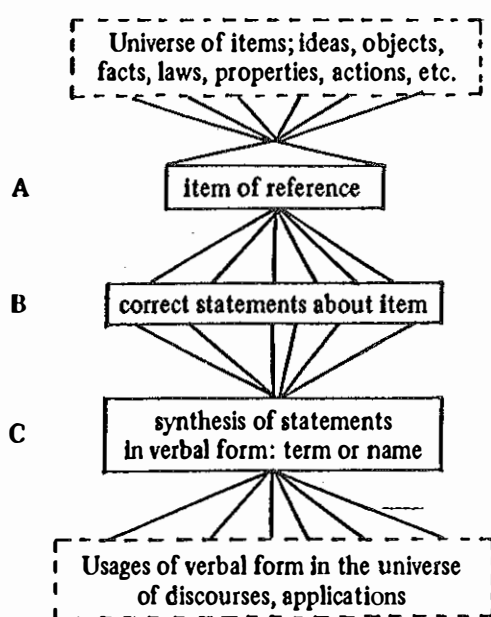 Universe of items; ideas, objects,
facts, laws, properties, actions, etc.
A
item of reference
B
correct statements about item
C
synthesis of statements
in verbal form: term or name
Usages of verbal form in the universe
of discourses, applications